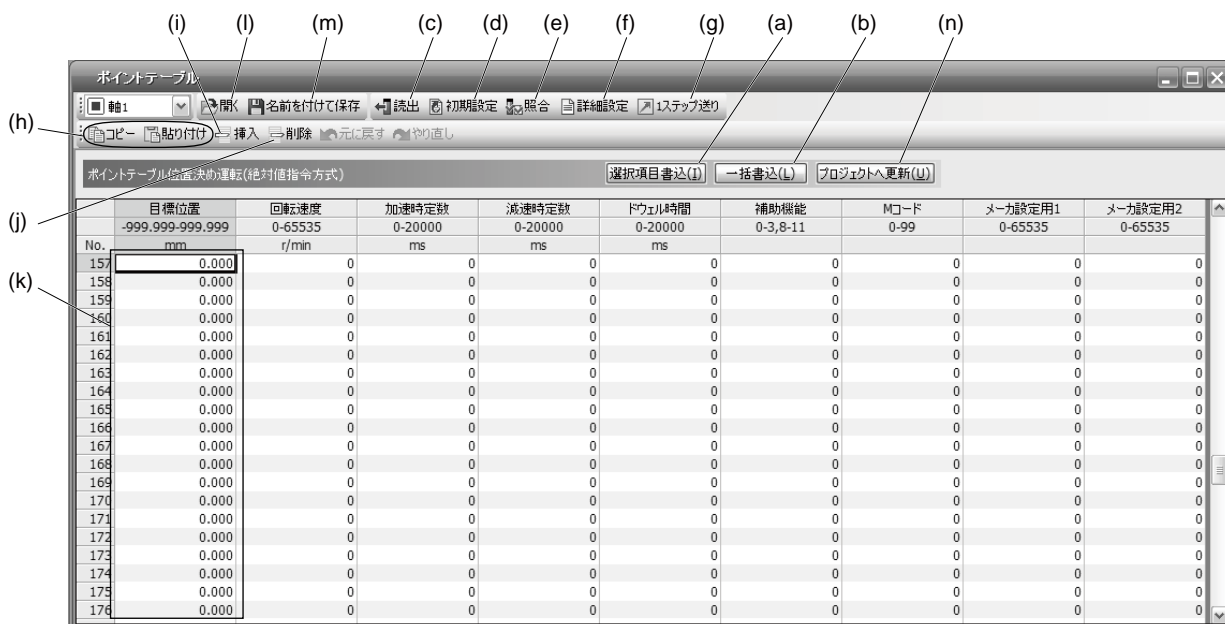 (i) (l) (m) (c) (d) (e) (f) (g) (a) (b) (n)
ポイントテーブル
軸1 開く 名前を付けて保存 読出 初期設定 照合 詳細設定 1ステップ送り
(h)
コピー 貼り付け 挿入 削除 元に戻す やり直し
ポイントテーブル位置決め運転(絶対値指令方式) 選択項目書込(I) 一括書込(L) プロジェクトへ更新(U)
(j)
目標位置 回転速度 加速時定数 減速時定数 ドウェル時間 補助機能 Mコード メーカ設定用1 メーカ設定用2
-999.999-999.999 0-65535 0-20000 0-20000 0-20000 0-3,8-11 0-99 0-65535 0-65535
No. mm r/min ms ms ms
157 0.000 0 0 0 0 0 0 0 0
(k)
158 0.000 0 0 0 0 0 0 0 0
159 0.000 0 0 0 0 0 0 0 0
160 0.000 0 0 0 0 0 0 0 0
161 0.000 0 0 0 0 0 0 0 0
162 0.000 0 0 0 0 0 0 0 0
163 0.000 0 0 0 0 0 0 0 0
164 0.000 0 0 0 0 0 0 0 0
165 0.000 0 0 0 0 0 0 0 0
166 0.000 0 0 0 0 0 0 0 0
167 0.000 0 0 0 0 0 0 0 0
168 0.000 0 0 0 0 0 0 0 0
169 0.000 0 0 0 0 0 0 0 0
170 0.000 0 0 0 0 0 0 0 0
171 0.000 0 0 0 0 0 0 0 0
172 0.000 0 0 0 0 0 0 0 0
173 0.000 0 0 0 0 0 0 0 0
174 0.000 0 0 0 0 0 0 0 0
175 0.000 0 0 0 0 0 0 0 0
176 0.000 0 0 0 0 0 0 0 0